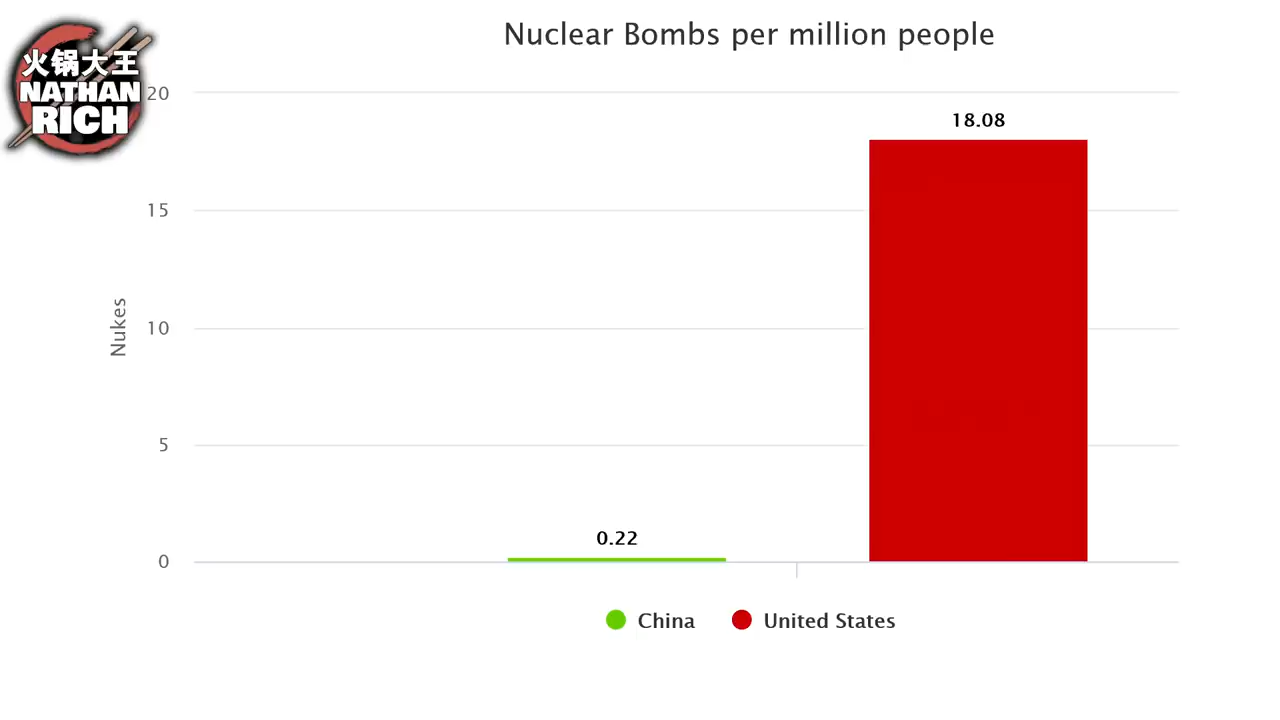 Nuclear Bombs per million people
火锅大王
NATHAN
RICH
20
18.08
15
Nukes
10
5
0.22
0
China
United States